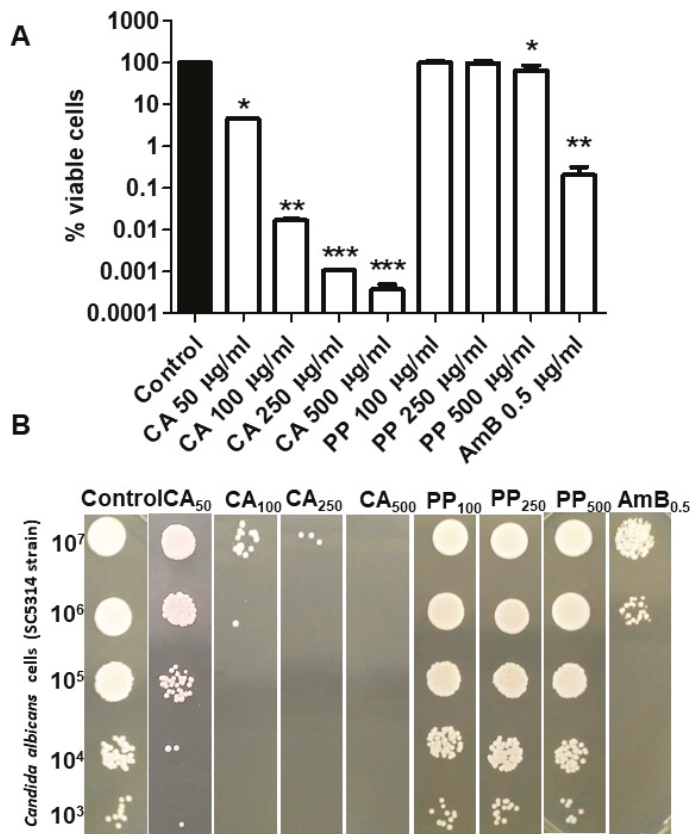 A
% viable cells
100
10
1
0.1
0.01
0.001
0.0001
*
**
***
***
*
**
Control
CA 50 µg/ml
CA 100 µg/ml
CA 250 µg/ml
CA 500 µg/ml
PP 100 µg/ml
PP 250 µg/ml
PP 500 µg/ml
AmB 0.5 µg/ml
B
Control CA50 CA100 CA250 CA500 PP100 PP250 PP500 AmB0.5
Candida albicans cells (SC5314 strain)
10⁷
10⁶
10⁵
10⁴
10³